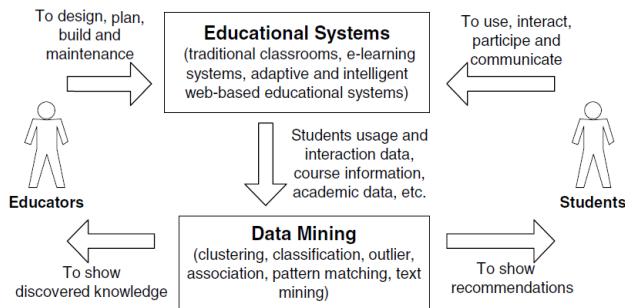 To design, plan,
build and
maintenance
Educational Systems
(traditional classrooms, e-learning
systems, adaptive and intelligent
web-based educational systems)
To use, interact,
participe and
communicate
Students usage and
interaction data,
course information,
academic data, etc.
Educators
Students
Data Mining
(clustering, classification, outlier,
association, pattern matching, text
mining)
To show
discovered knowledge
To show
recommendations